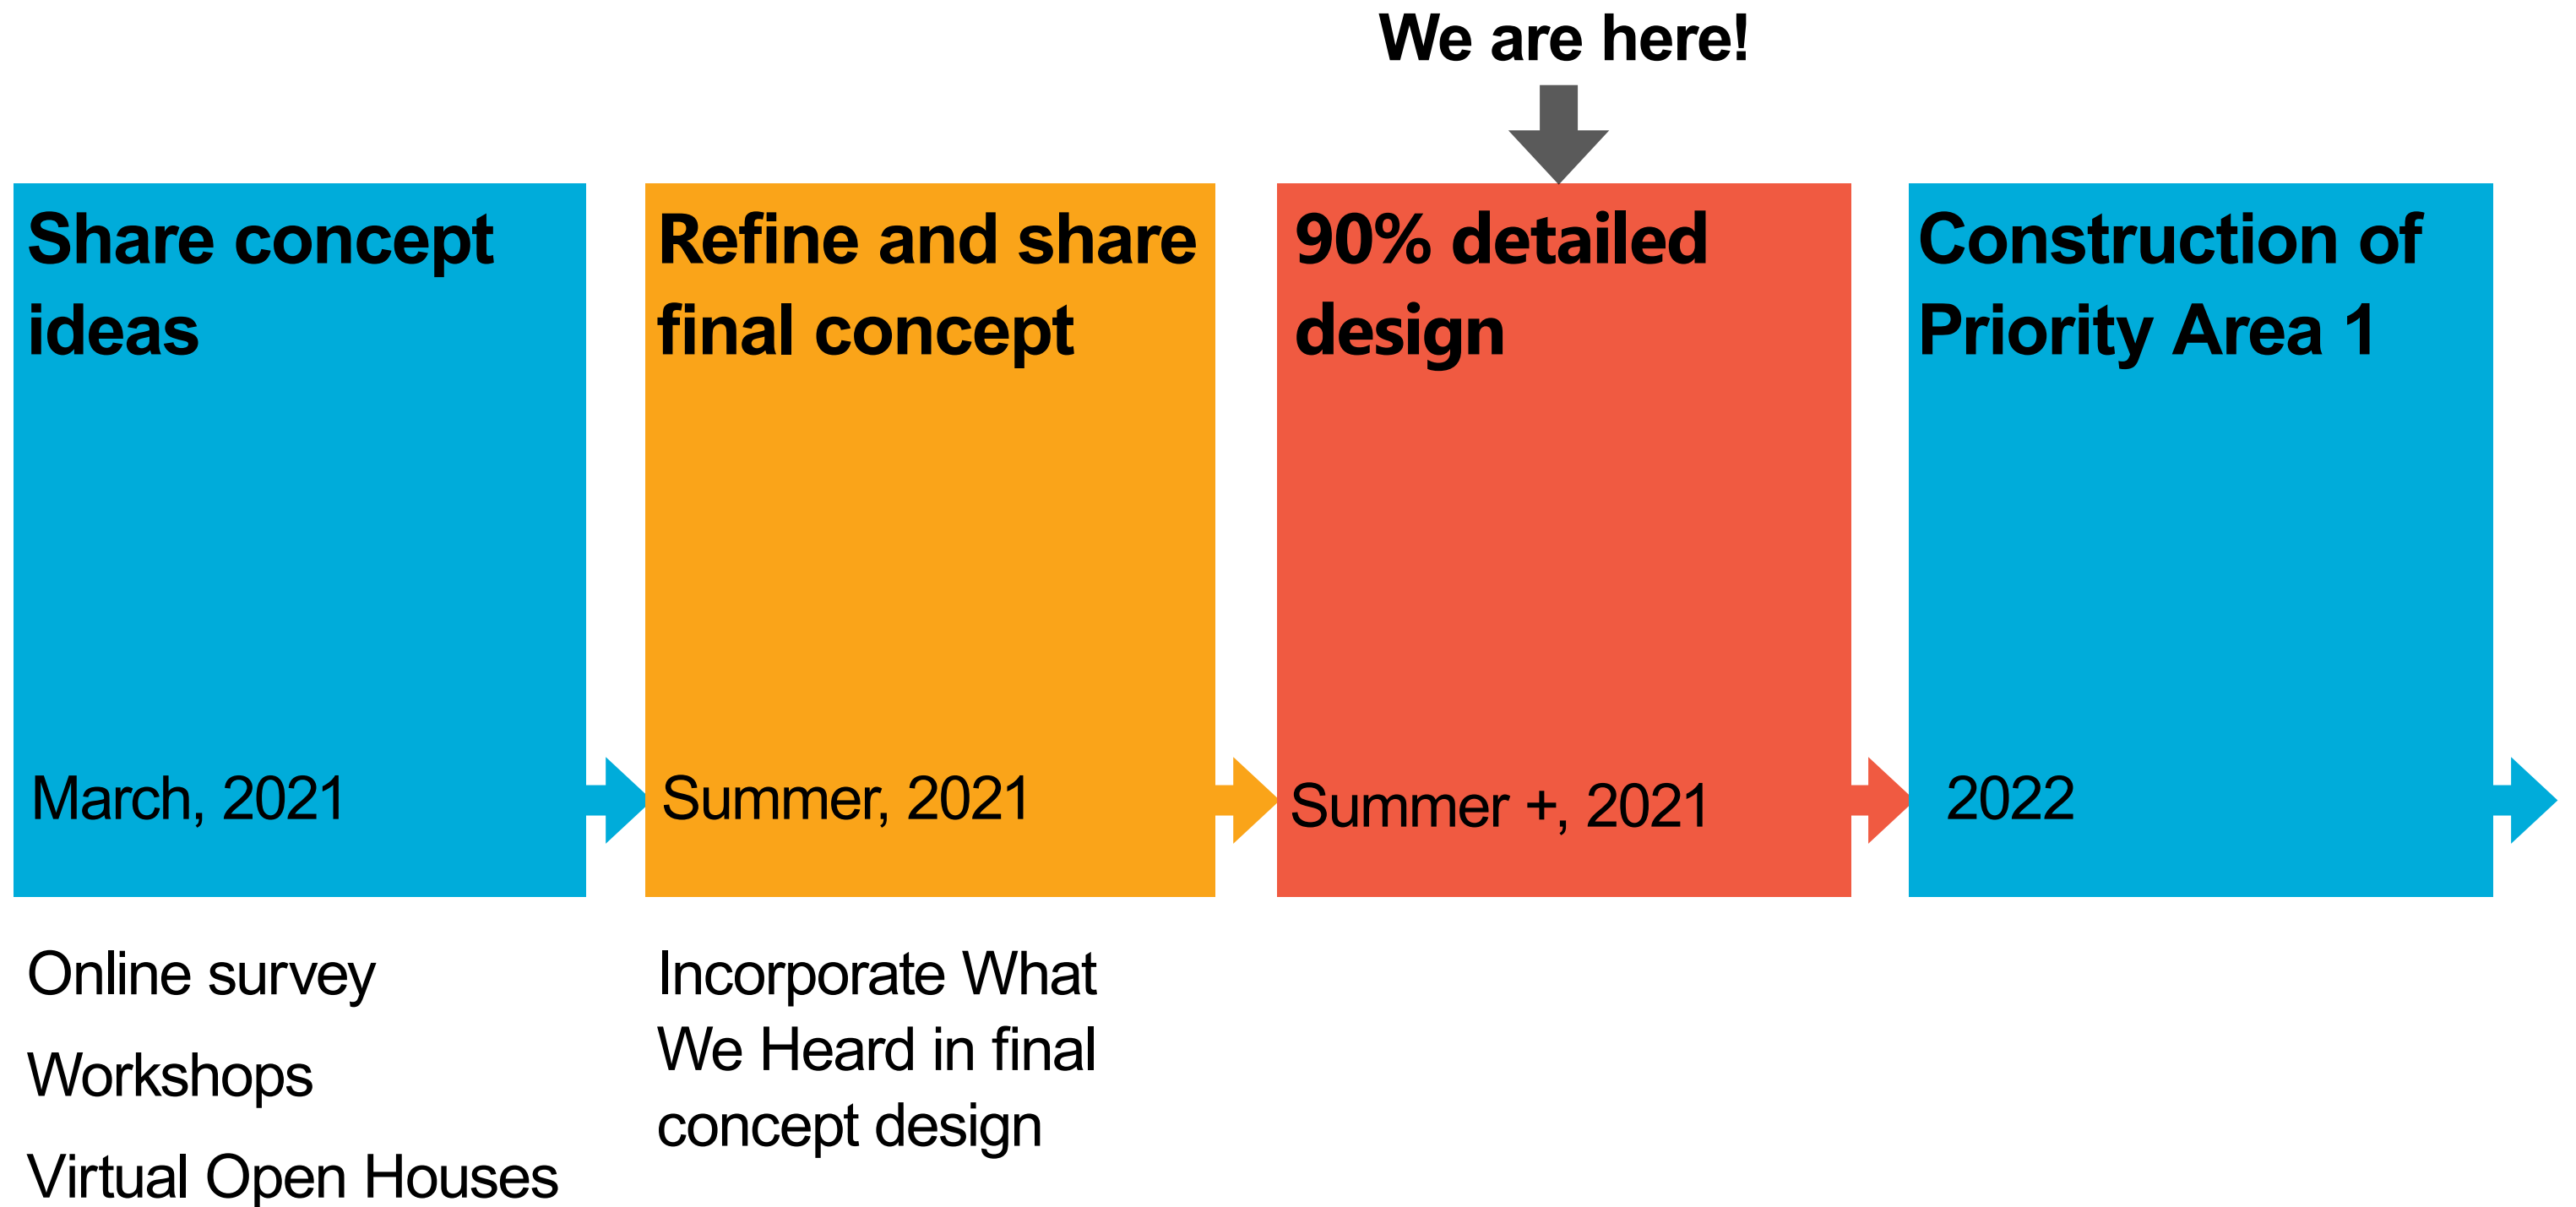 We are here!
Share concept
ideas
March, 2021
Online survey
Workshops
Virtual Open Houses
Refine and share
final concept
Summer, 2021
Incorporate What
We Heard in final
concept design
90% detailed
design
Summer +, 2021
Construction of
Priority Area 1
2022